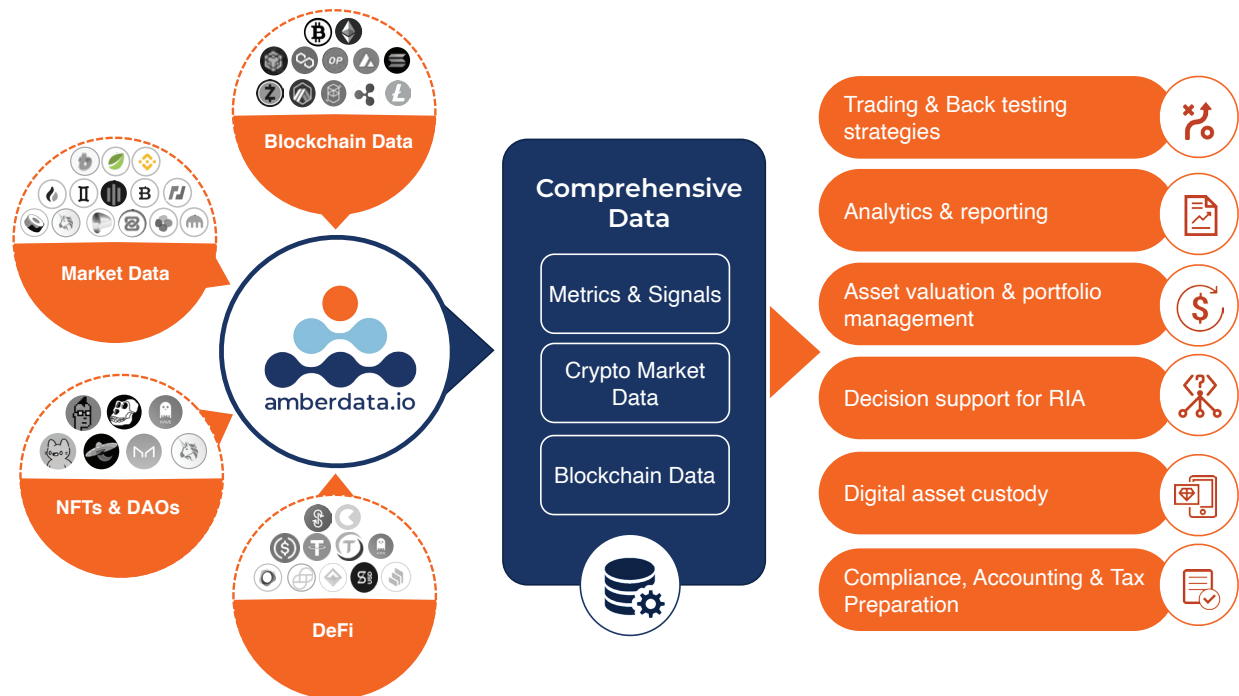 Blockchain Data
OP
Market Data
amberdata.io
NFTs & DAOs
DeFi
Comprehensive
Data
Metrics & Signals
Crypto Market
Data
Blockchain Data
Trading & Back testing
strategies
Analytics & reporting
Asset valuation & portfolio
management
Decision support for RIA
Digital asset custody
Compliance, Accounting & Tax
Preparation